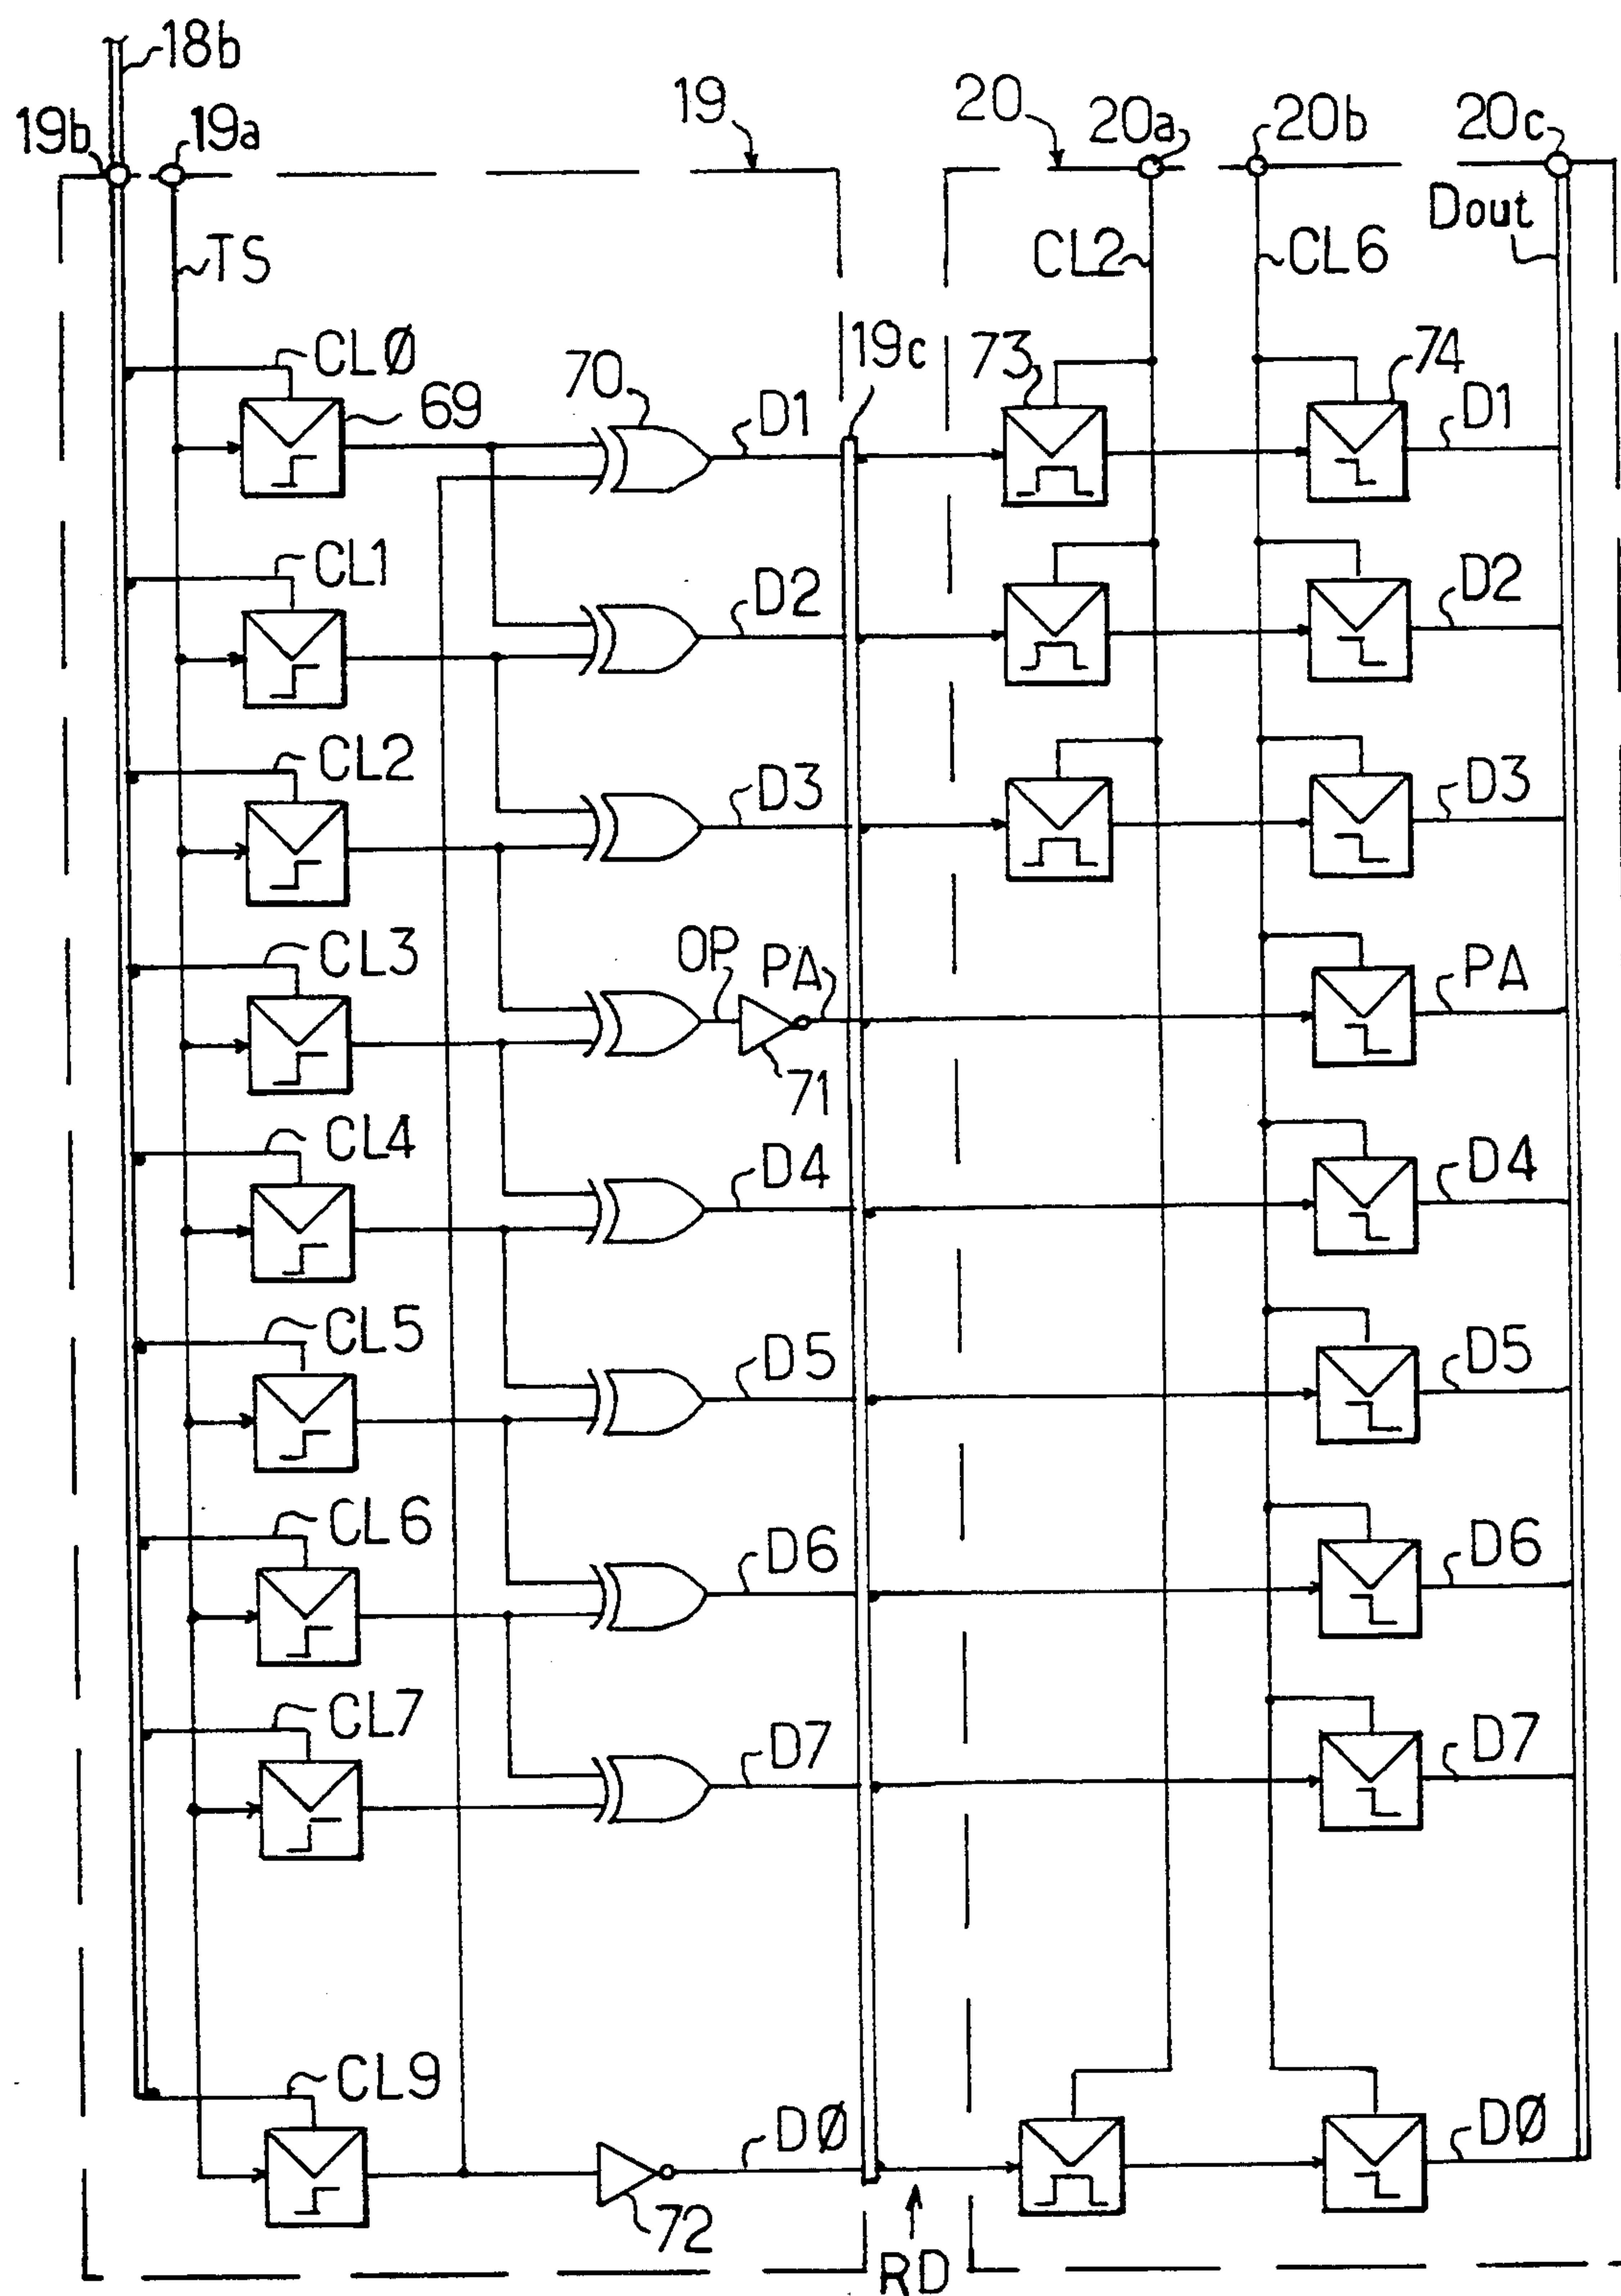 18b
19b
19a
19
20
20a
20b
20c
TS
CL2
CL6
Dout
CLØ
69
70
D1
19c
73
74
D1
CL1
D2
D2
CL2
D3
D3
CL3
OP
PA
71
PA
CL4
D4
D4
CL5
D5
D5
CL6
D6
D6
CL7
D7
D7
CL9
72
DØ
DØ
RD